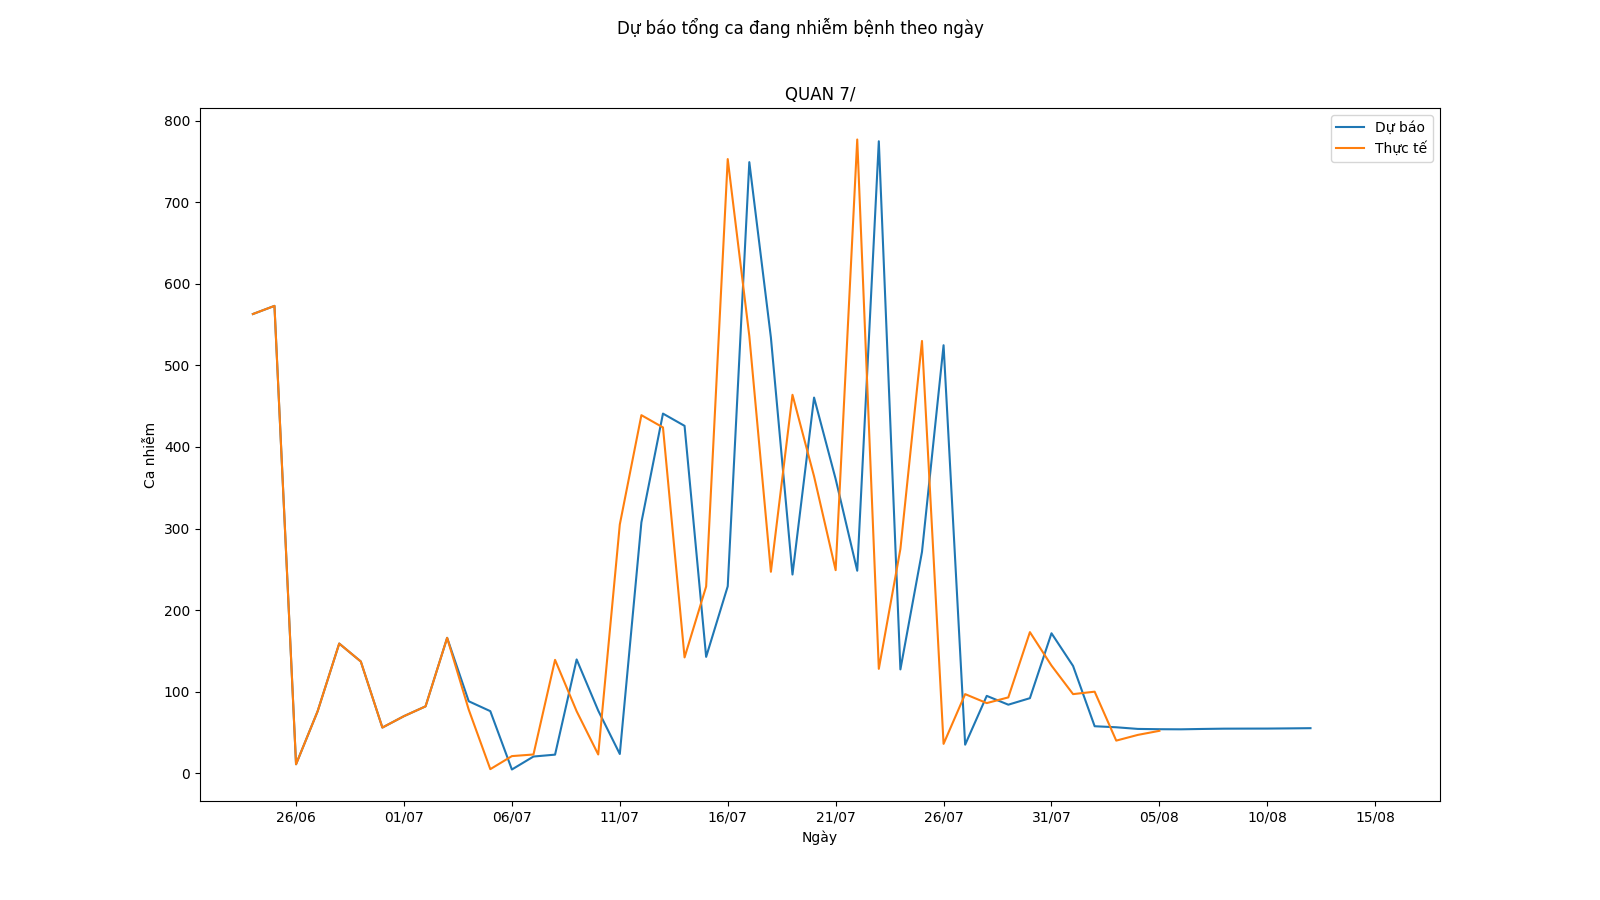 Dự báo tổng ca đang nhiễm bệnh theo ngày
QUAN 7/
Dự báo
Thực tế
800
700
600
500
400
300
200
100
0
Ca nhiễm
26/06 01/07 06/07 11/07 16/07 21/07 26/07 31/07 05/08 10/08 15/08
Ngày